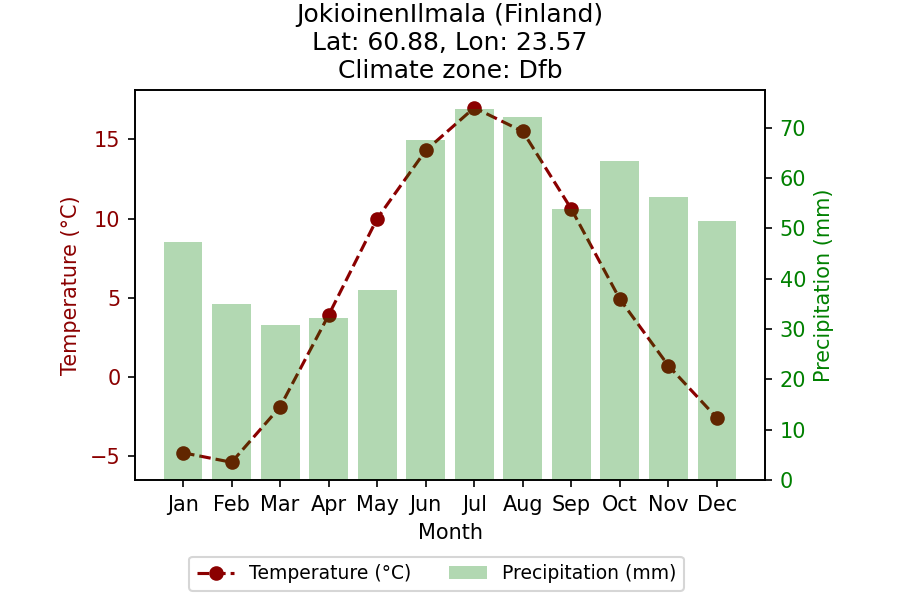 JokioinenIlmala (Finland)
Lat: 60.88, Lon: 23.57
Climate zone: Dfb
Temperature (°C)
15
10
5
0
−5
70
60
50
40
30
20
10
0
Precipitation (mm)
Jan Feb Mar Apr May Jun Jul Aug Sep Oct Nov Dec
Month
Temperature (°C) Precipitation (mm)